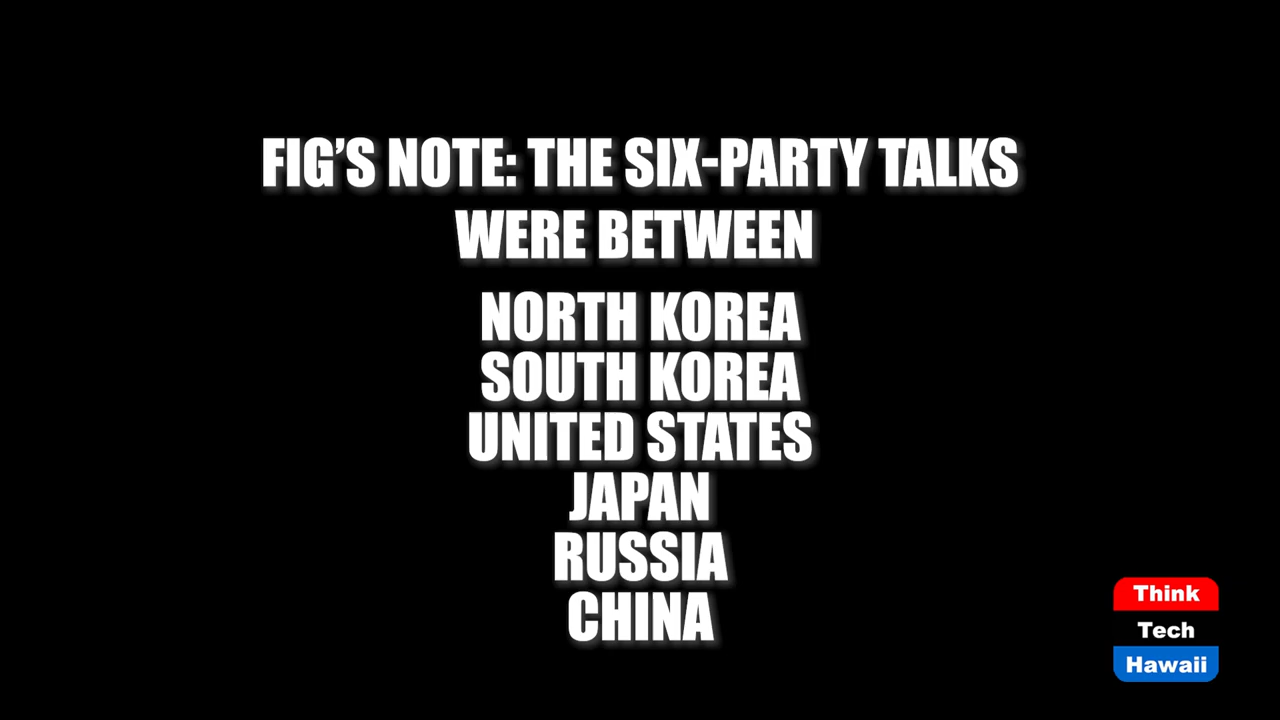 FIG’S NOTE: THE SIX-PARTY TALKS
WERE BETWEEN
NORTH KOREA
SOUTH KOREA
UNITED STATES
JAPAN
RUSSIA
CHINA
Think
Tech
Hawaii